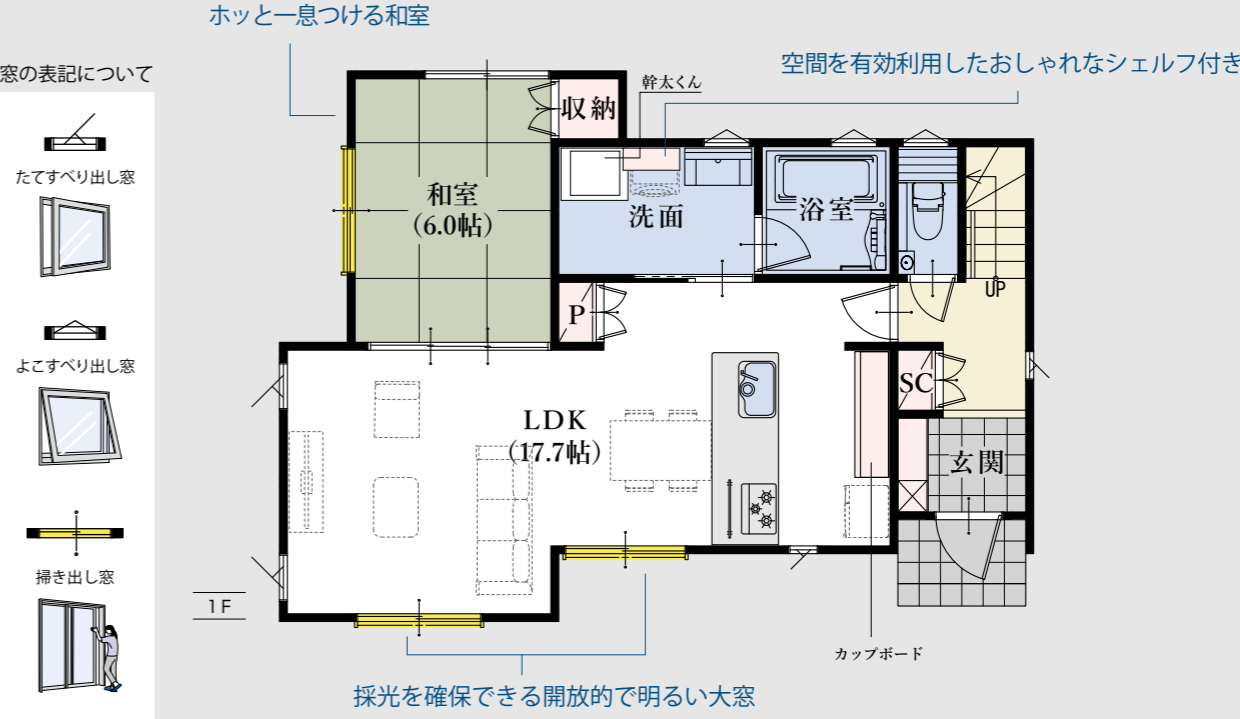 ホッと一息つける和室
窓の表記について
空間を有効利用したおしゃれなシェルフ付き
たてすべり出し窓
よこすべり出し窓
掃き出し窓
幹太くん
収納
和室
(6.0帖)
洗面
浴室
UP
P
SC
LDK
(17.7帖)
玄関
1F
カップボード
採光を確保できる開放的で明るい大窓